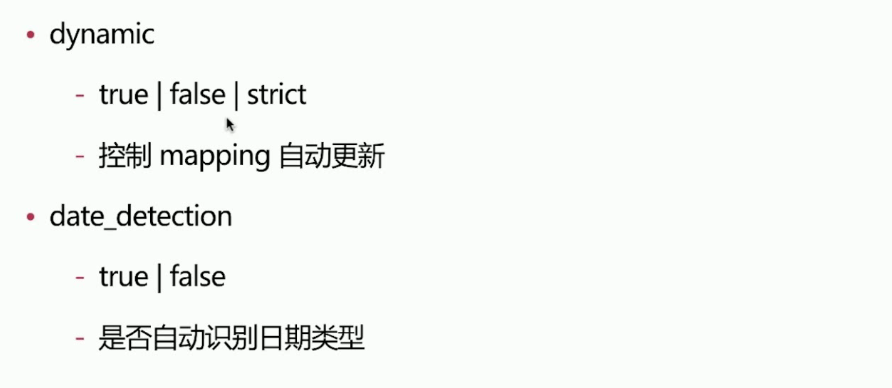 • dynamic
- true | false | strict
- 控制 mapping 自动更新
• date_detection
- true | false
- 是否自动识别日期类型